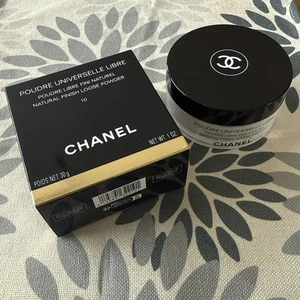 POUDRE UNIVERSELLE LIBRE
POUDRE LIBRE FINI NATUREL
NATURAL FINISH LOOSE POWDER
10
CHANEL
POIDS NET 30 g
NET WT. 1 OZ.
CHANEL
POUDRE UNIVERSELLE LIBRE